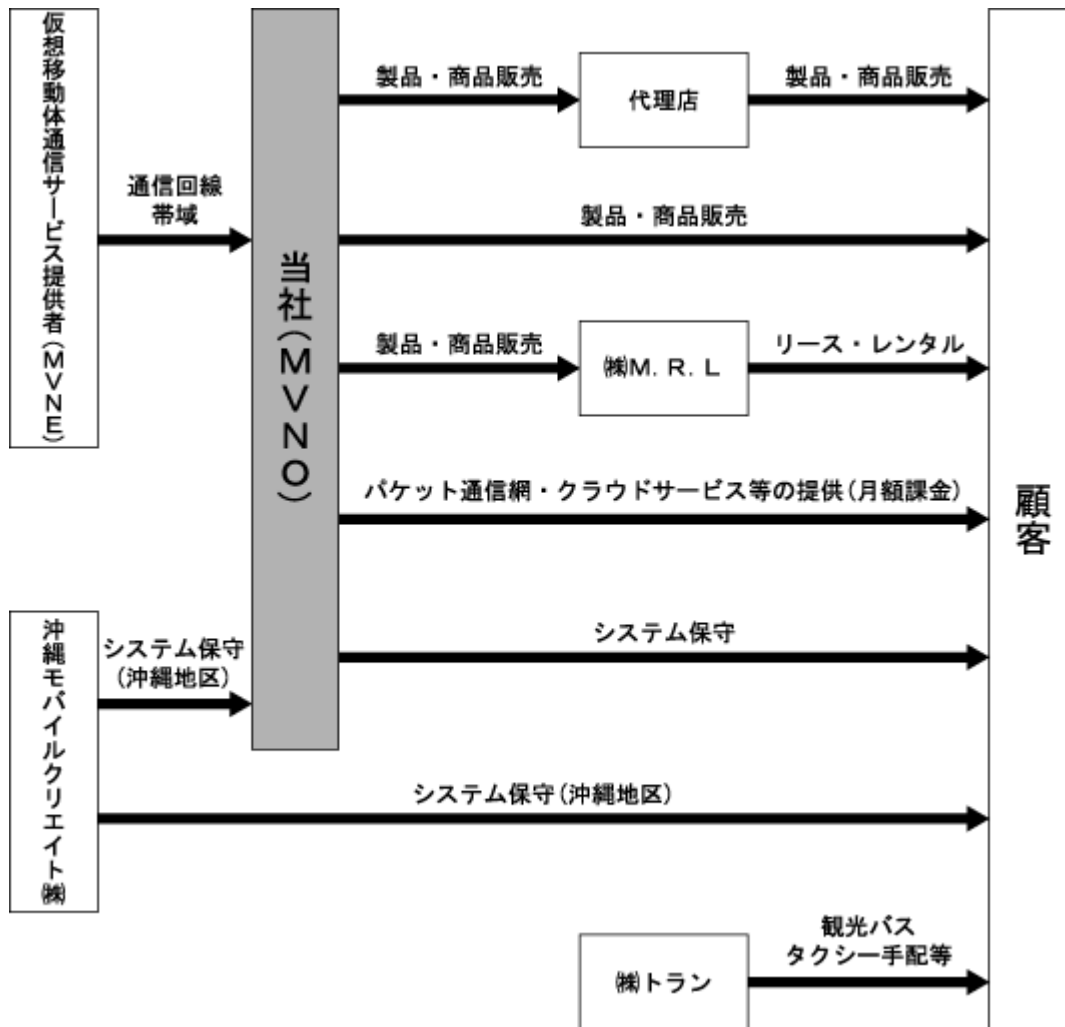 仮想移動体通信サービス提供者(MVNE)
通信回線
帯域
当社(MVNO)
製品・商品販売
代理店
製品・商品販売
製品・商品販売
製品・商品販売
㈱M.R.L
リース・レンタル
パケット通信網・クラウドサービス等の提供(月額課金)
顧客
沖縄モバイルクリエイト㈱
システム保守
(沖縄地区)
システム保守
システム保守(沖縄地区)
㈱トラン
観光バス
タクシー手配等